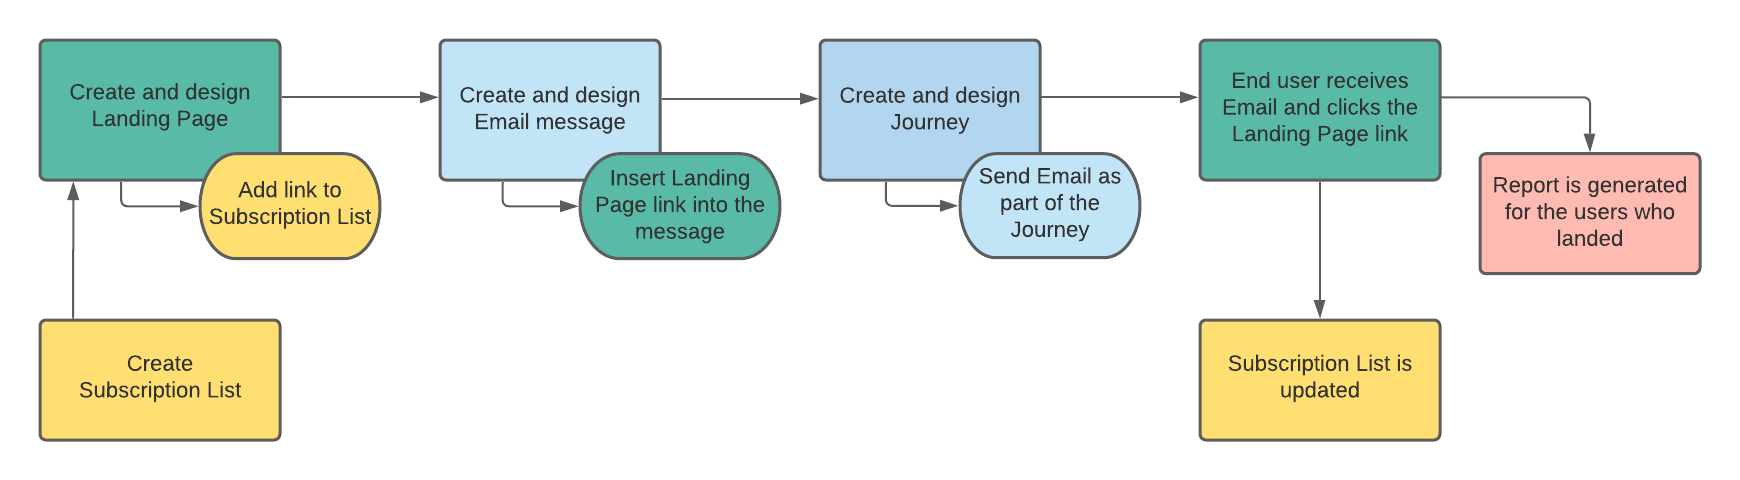 Create and design
Landing Page
Add link to
Subscription List
Create
Subscription List
Create and design
Email message
Insert Landing
Page link into the
message
Create and design
Journey
Send Email as
part of the
Journey
End user receives
Email and clicks the
Landing Page link
Subscription List is
updated
Report is generated
for the users who
landed